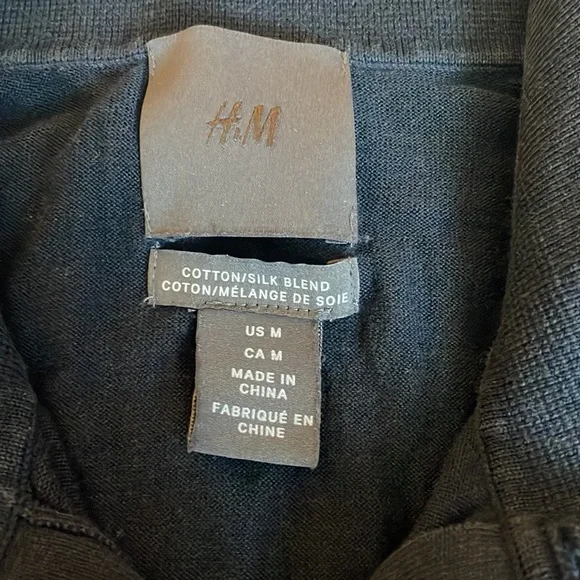 H&M
COTTON/SILK BLEND
COTON/MÉLANGE DE SOIE
US M
CA M
MADE IN
CHINA
FABRIQUÉ EN
CHINE